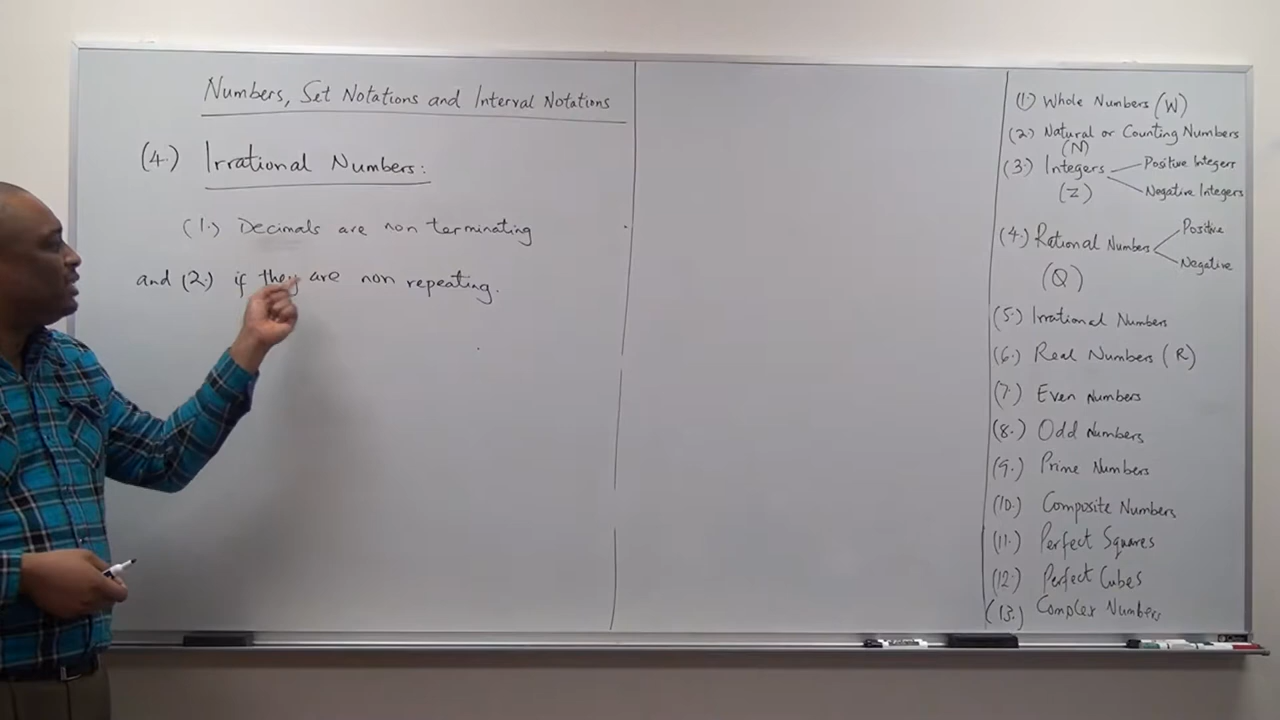 Numbers, Set Notations and Interval Notations
(4.) Irrational Numbers:
(1.) Decimals are non terminating
and (2.) if they are non repeating.
(1) Whole Numbers (W)
(2.) Natural or Counting Numbers
(N)
(3.) Integers
Positive Integers
Negative Integers
(Z)
(4.) Rational Numbers
Positive
Negative
(Q)
(5.) Irrational Numbers
(6.) Real Numbers (R)
(7.) Even Numbers
(8.) Odd Numbers
(9.) Prime Numbers
(10.) Composite Numbers
(11.) Perfect Squares
(12.) Perfect Cubes
(13.) Complex Numbers